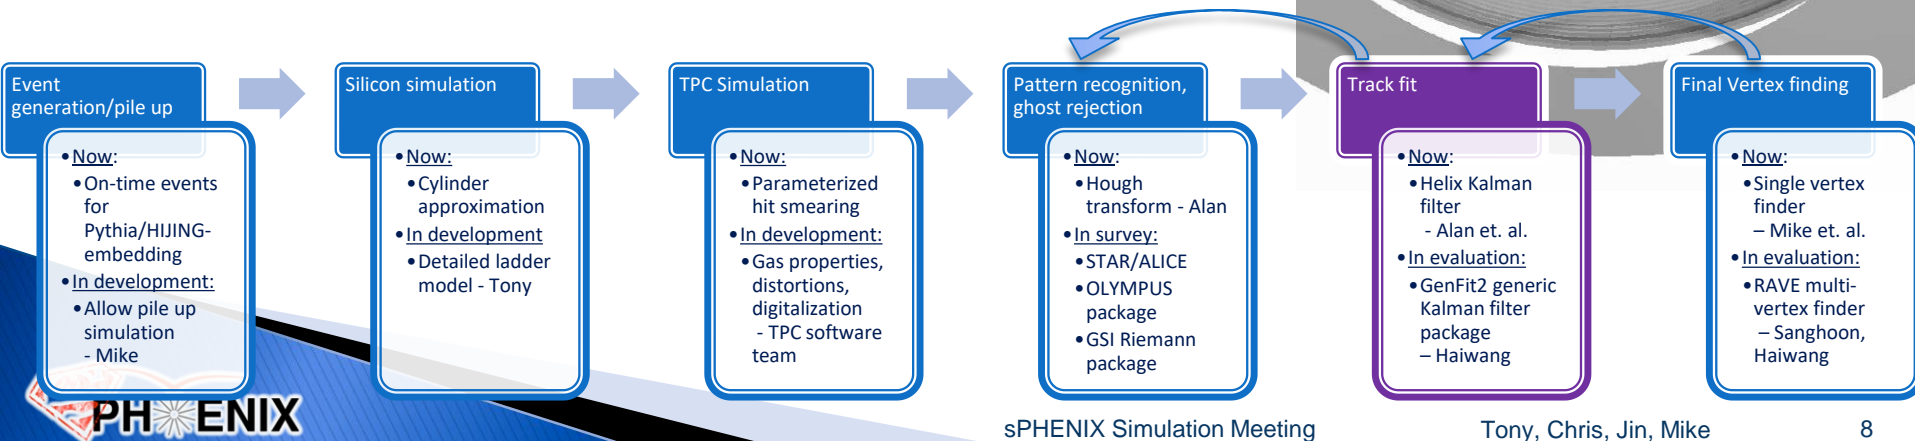 Event
generation/pile up
•Now:
•On-time events
for
Pythia/HIJING-
embedding
•In development:
•Allow pile up
simulation
- Mike
Silicon simulation
•Now:
•Cylinder
approximation
•In development
•Detailed ladder
model - Tony
TPC Simulation
•Now:
•Parameterized
hit smearing
•In development:
•Gas properties,
distortions,
digitalization
- TPC software
team
Pattern recognition,
ghost rejection
•Now:
•Hough
transform - Alan
•In survey:
•STAR/ALICE
•OLYMPUS
package
•GSI Riemann
package
Track fit
•Now:
•Helix Kalman
filter
- Alan et. al.
•In evaluation:
•GenFit2 generic
Kalman filter
package
– Haiwang
Final Vertex finding
•Now:
•Single vertex
finder
– Mike et. al.
•In evaluation:
•RAVE multi-
vertex finder
– Sanghoon,
Haiwang
PHENIX
sPHENIX Simulation Meeting
Tony, Chris, Jin, Mike
8